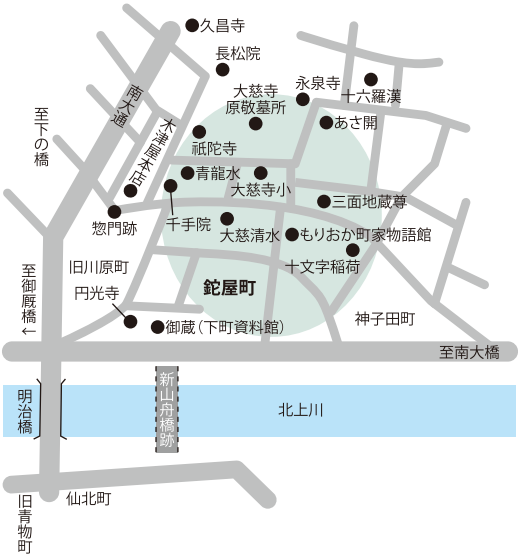 久昌寺
長松院
南大通
大慈寺
原敬墓所
永泉寺
十六羅漢
至下の橋
木津屋本店
祇陀寺
あさ開
青龍水
大慈寺小
三面地蔵尊
惣門跡
千手院
大慈清水
もりおか町家物語館
十文字稲荷
旧川原町
至御厩橋←
円光寺
鉈屋町
御蔵（下町資料館）
神子田町
至南大橋
明治橋
新山舟橋跡
北上川
仙北町
旧青物町